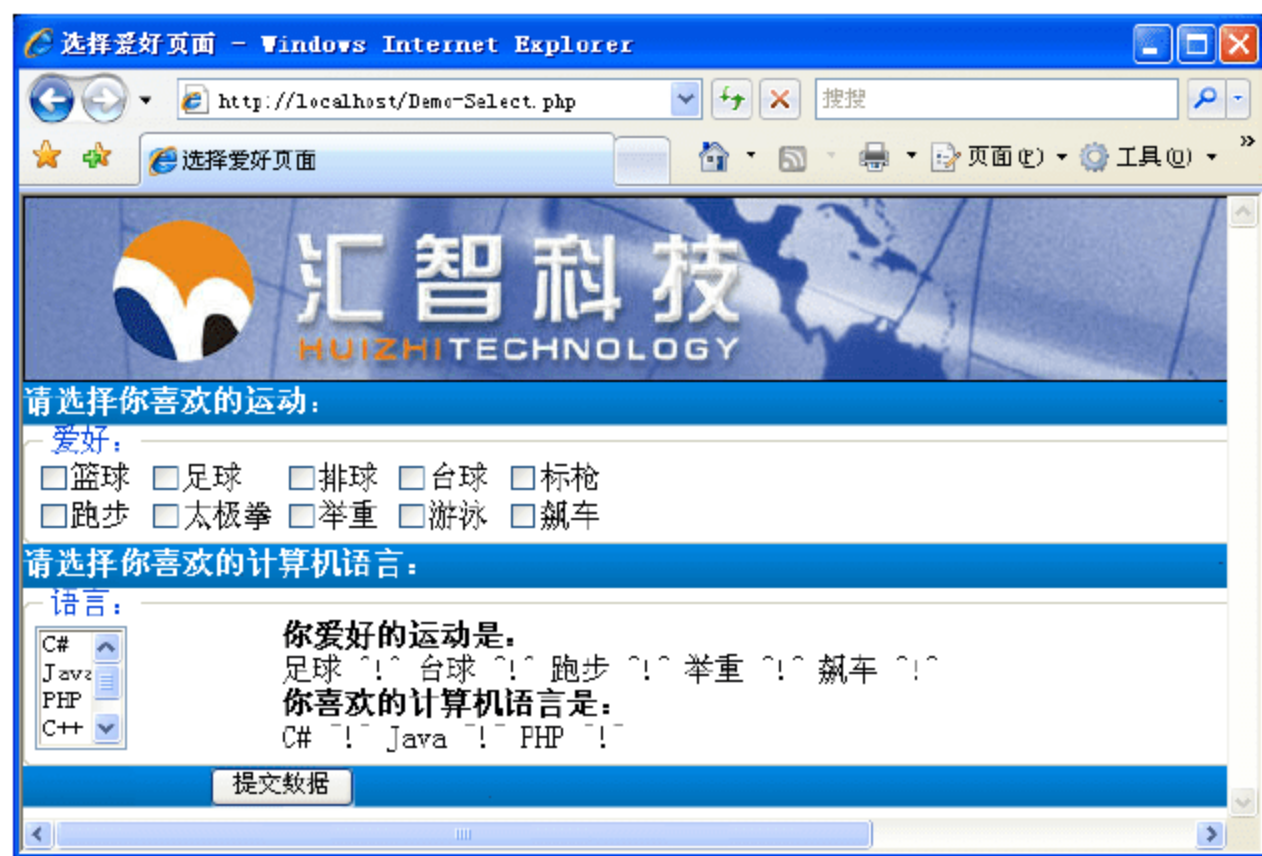 选择爱好页面 - Windows Internet Explorer
http://localhost/Demo-Select.php
搜搜
选择爱好页面
页面(P)
工具(O)
»
汇智科技
HUIZHITECHNOLOGY
请选择你喜欢的运动：
爱好：
篮球 足球 排球 台球 标枪
跑步 太极拳 举重 游泳 飙车
请选择你喜欢的计算机语言：
语言：
C#
Java
PHP
C++
你爱好的运动是：
足球 ^!^ 台球 ^!^ 跑步 ^!^ 举重 ^!^ 飙车 ^!^
你喜欢的计算机语言是：
C# ˉ!ˉ Java ˉ!ˉ PHP ˉ!ˉ
提交数据